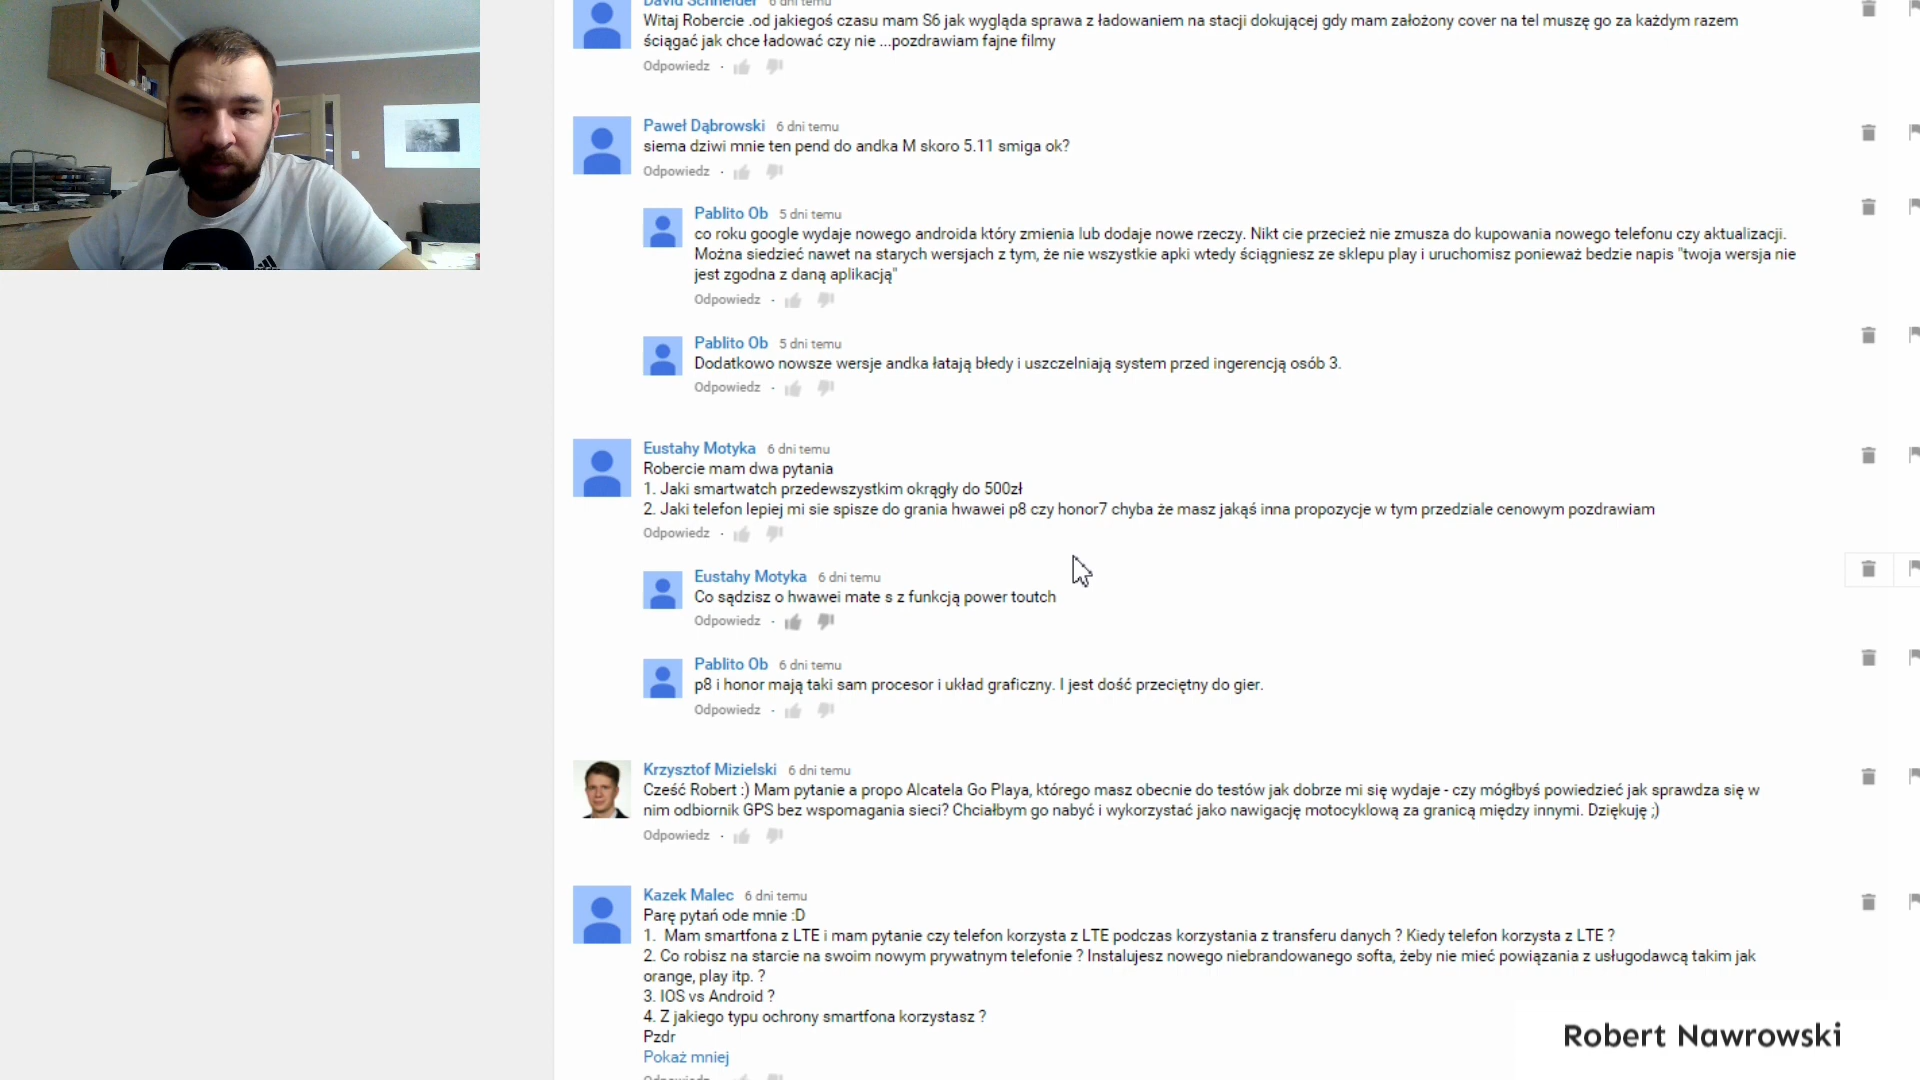 David Schneider 6 dni temu
Witaj Robercie .od jakiegoś czasu mam S6 jak wygląda sprawa z ładowaniem na stacji dokującej gdy mam założony cover na tel muszę go za każdym razem
ściągać jak chce ładować czy nie ...pozdrawiam fajne filmy
Odpowiedz ·
Paweł Dąbrowski 6 dni temu
siema dziwi mnie ten pend do andka M skoro 5.11 smiga ok?
Odpowiedz ·
Pablito Ob 5 dni temu
co roku google wydaje nowego androida który zmienia lub dodaje nowe rzeczy. Nikt cie przecież nie zmusza do kupowania nowego telefonu czy aktualizacji.
Można siedzieć nawet na starych wersjach z tym, że nie wszystkie apki wtedy ściągniesz ze sklepu play i uruchomisz ponieważ bedzie napis "twoja wersja nie
jest zgodna z daną aplikacją"
Odpowiedz ·
Pablito Ob 5 dni temu
Dodatkowo nowsze wersje andka łatają błedy i uszczelniają system przed ingerencją osób 3.
Odpowiedz ·
Eustahy Motyka 6 dni temu
Robercie mam dwa pytania
1. Jaki smartwatch przedewszystkim okrągły do 500zł
2. Jaki telefon lepiej mi sie spisze do grania hwawei p8 czy honor7 chyba że masz jakąś inna propozycje w tym przedziale cenowym pozdrawiam
Odpowiedz ·
Eustahy Motyka 6 dni temu
Co sądzisz o hwawei mate s z funkcją power toutch
Odpowiedz ·
Pablito Ob 6 dni temu
p8 i honor mają taki sam procesor i układ graficzny. I jest dość przeciętny do gier.
Odpowiedz ·
Krzysztof Mizielski 6 dni temu
Cześć Robert :) Mam pytanie a propo Alcatela Go Playa, którego masz obecnie do testów jak dobrze mi się wydaje - czy mógłbyś powiedzieć jak sprawdza się w
nim odbiornik GPS bez wspomagania sieci? Chciałbym go nabyć i wykorzystać jako nawigację motocyklową za granicą między innymi. Dziękuję ;)
Odpowiedz ·
Kazek Malec 6 dni temu
Parę pytań ode mnie :D
1. Mam smartfona z LTE i mam pytanie czy telefon korzysta z LTE podczas korzystania z transferu danych ? Kiedy telefon korzysta z LTE ?
2. Co robisz na starcie na swoim nowym prywatnym telefonie ? Instalujesz nowego niebrandowanego softa, żeby nie mieć powiązania z usługodawcą takim jak
orange, play itp. ?
3. IOS vs Android ?
4. Z jakiego typu ochrony smartfona korzystasz ?
Pzdr
Pokaż mniej
Odpowiedz ·
Robert Nawrowski